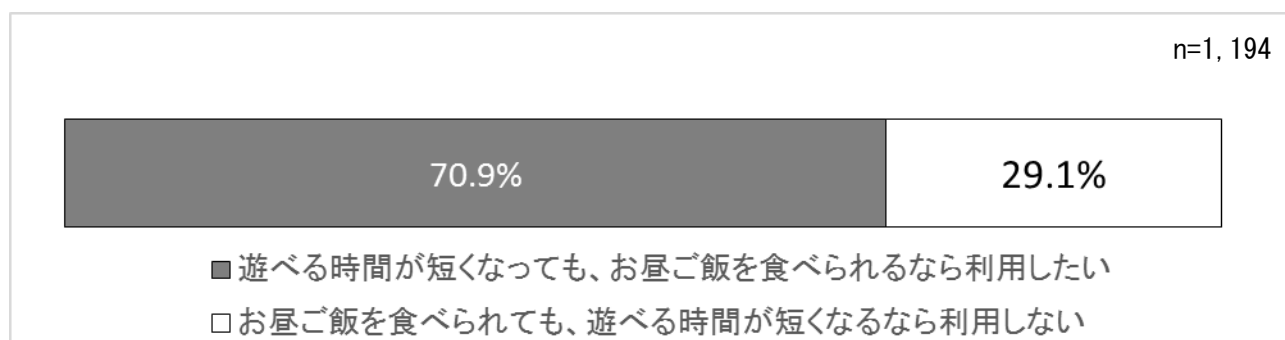 n=1,194
70.9%
29.1%
■遊べる時間が短くなっても、お昼ご飯を食べられるなら利用したい
□お昼ご飯を食べられても、遊べる時間が短くなるなら利用しない